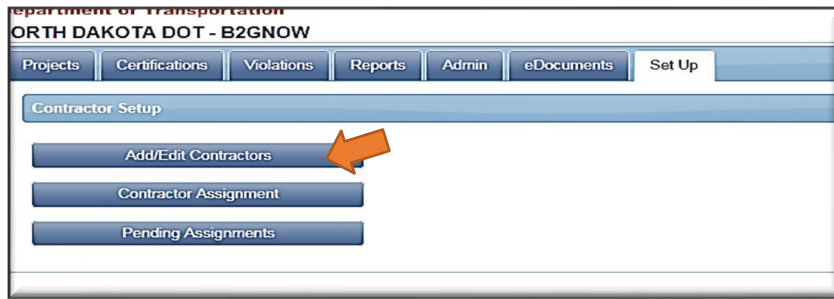 epartment of Transportation
ORTH DAKOTA DOT - B2GNOW
Projects Certifications Violations Reports Admin eDocuments Set Up
Contractor Setup
Add/Edit Contractors
Contractor Assignment
Pending Assignments